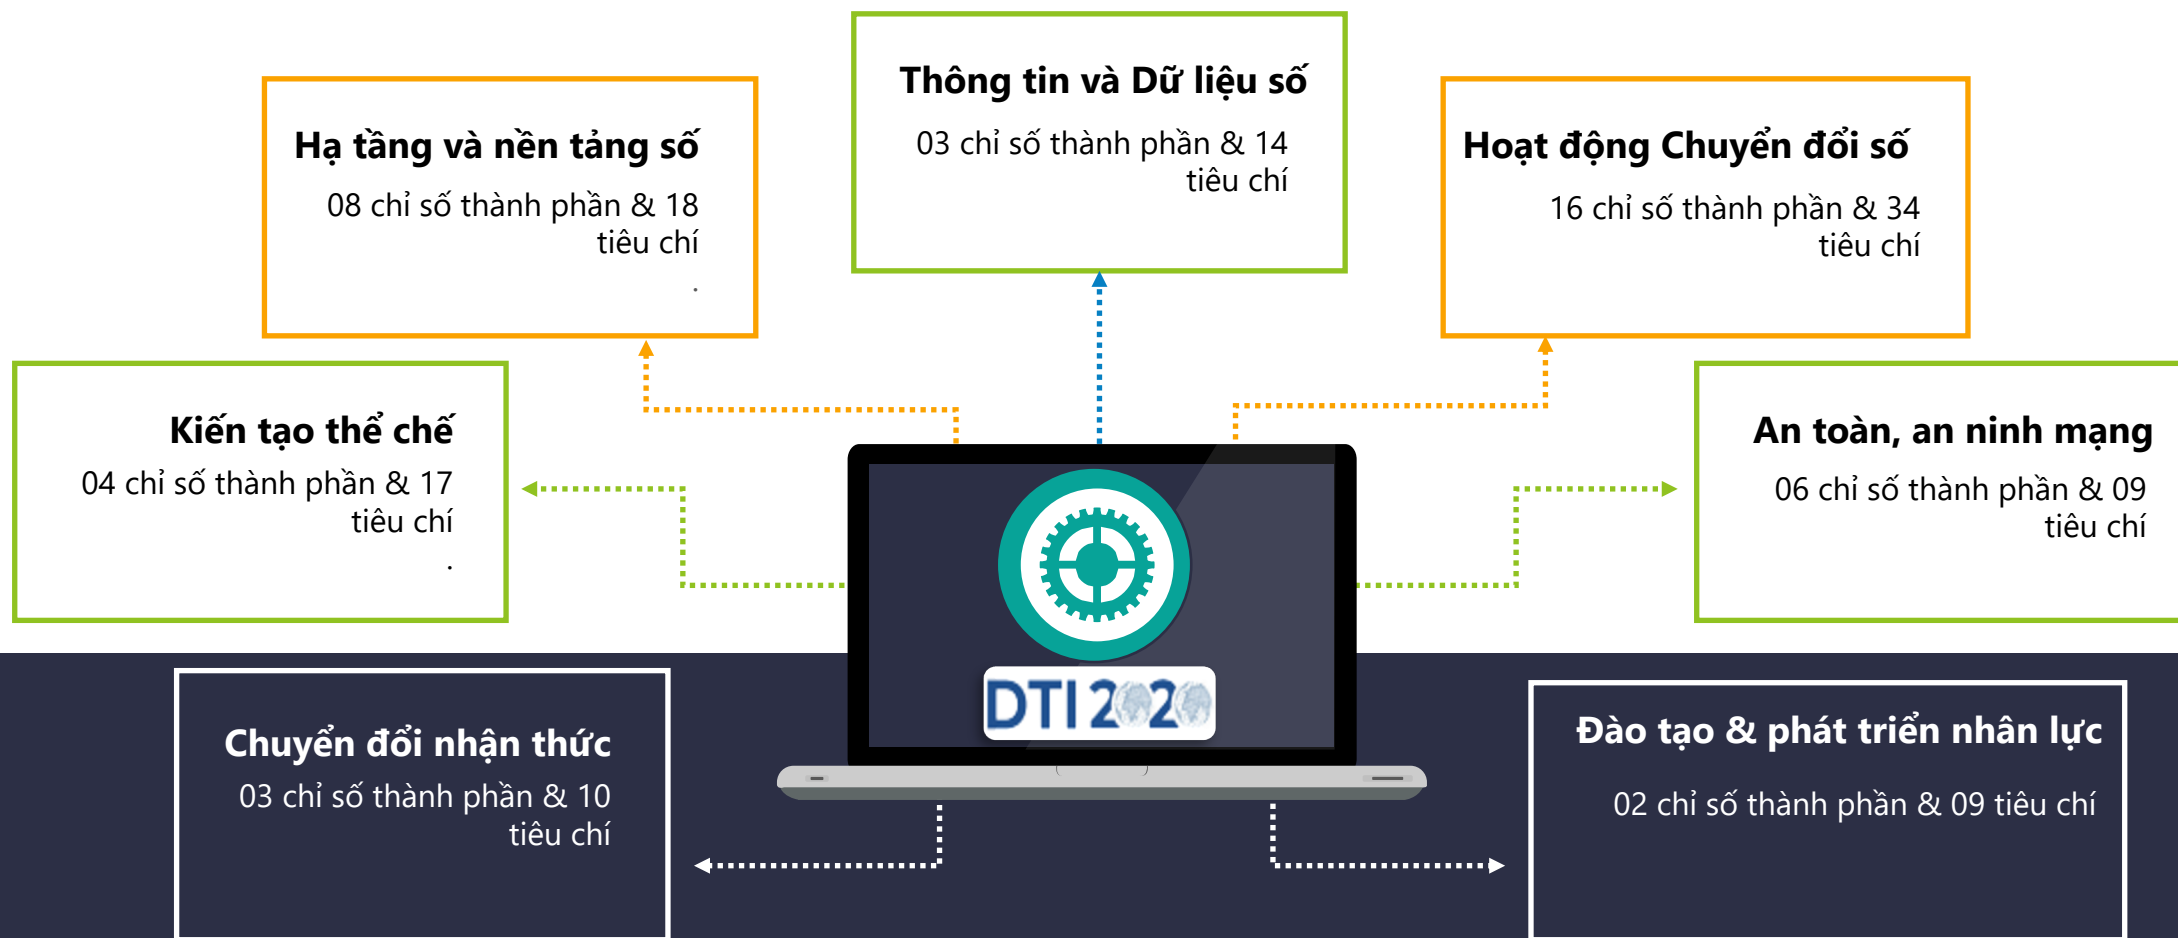 Thông tin và Dữ liệu số
03 chỉ số thành phần & 14
tiêu chí
Hạ tầng và nền tảng số
08 chỉ số thành phần & 18
tiêu chí
.
Hoạt động Chuyển đổi số
16 chỉ số thành phần & 34
tiêu chí
Kiến tạo thể chế
04 chỉ số thành phần & 17
tiêu chí
.
An toàn, an ninh mạng
06 chỉ số thành phần & 09
tiêu chí
DTI 2020
Chuyển đổi nhận thức
03 chỉ số thành phần & 10
tiêu chí
Đào tạo & phát triển nhân lực
02 chỉ số thành phần & 09 tiêu chí